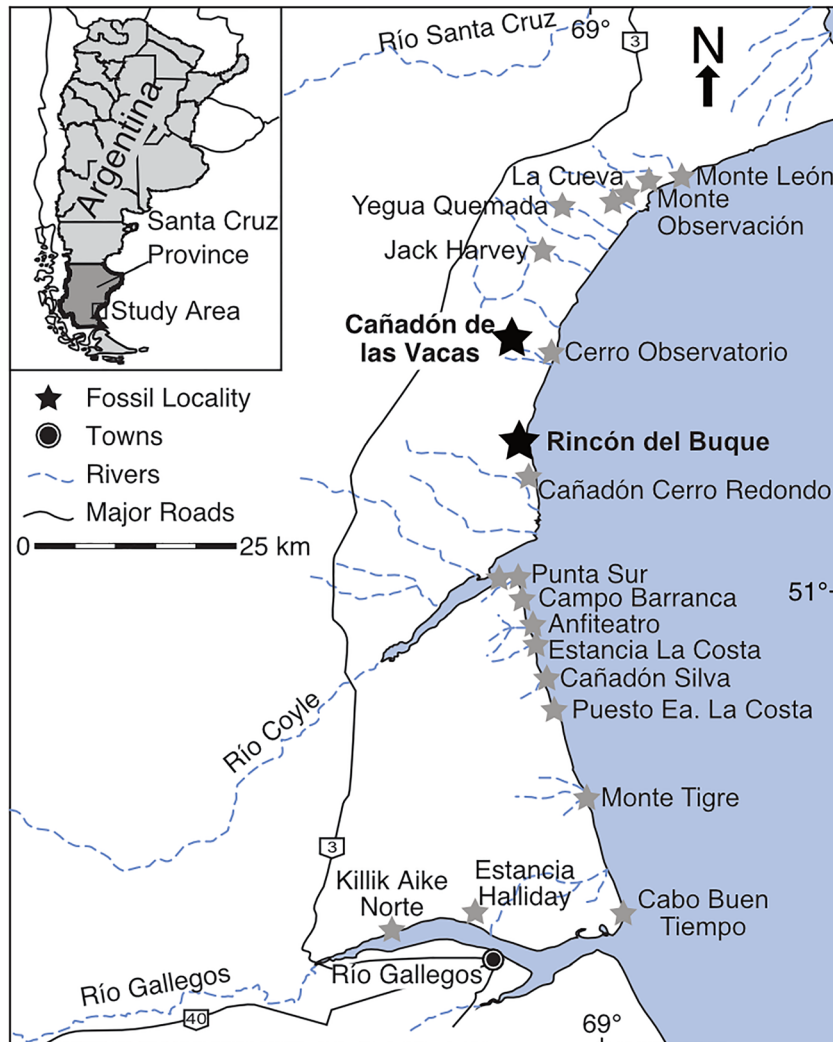 Río Santa Cruz
69°
3
N
Argentina
Santa Cruz
Province
Study Area
La Cueva
Monte León
Yegua Quemada
Monte
Observación
Jack Harvey
Cañadón de
las Vacas
Cerro Observatorio
Fossil Locality
Towns
Rivers
Major Roads
0 25 km
Rincón del Buque
Cañadón Cerro Redondo
Punta Sur
51°
Campo Barranca
Anfiteatro
Estancia La Costa
Cañadón Silva
Puesto Ea. La Costa
Río Coyle
Monte Tigre
3
Killik Aike
Norte
Estancia
Halliday
Cabo Buen
Tiempo
Río Gallegos
Río Gallegos
40
69°